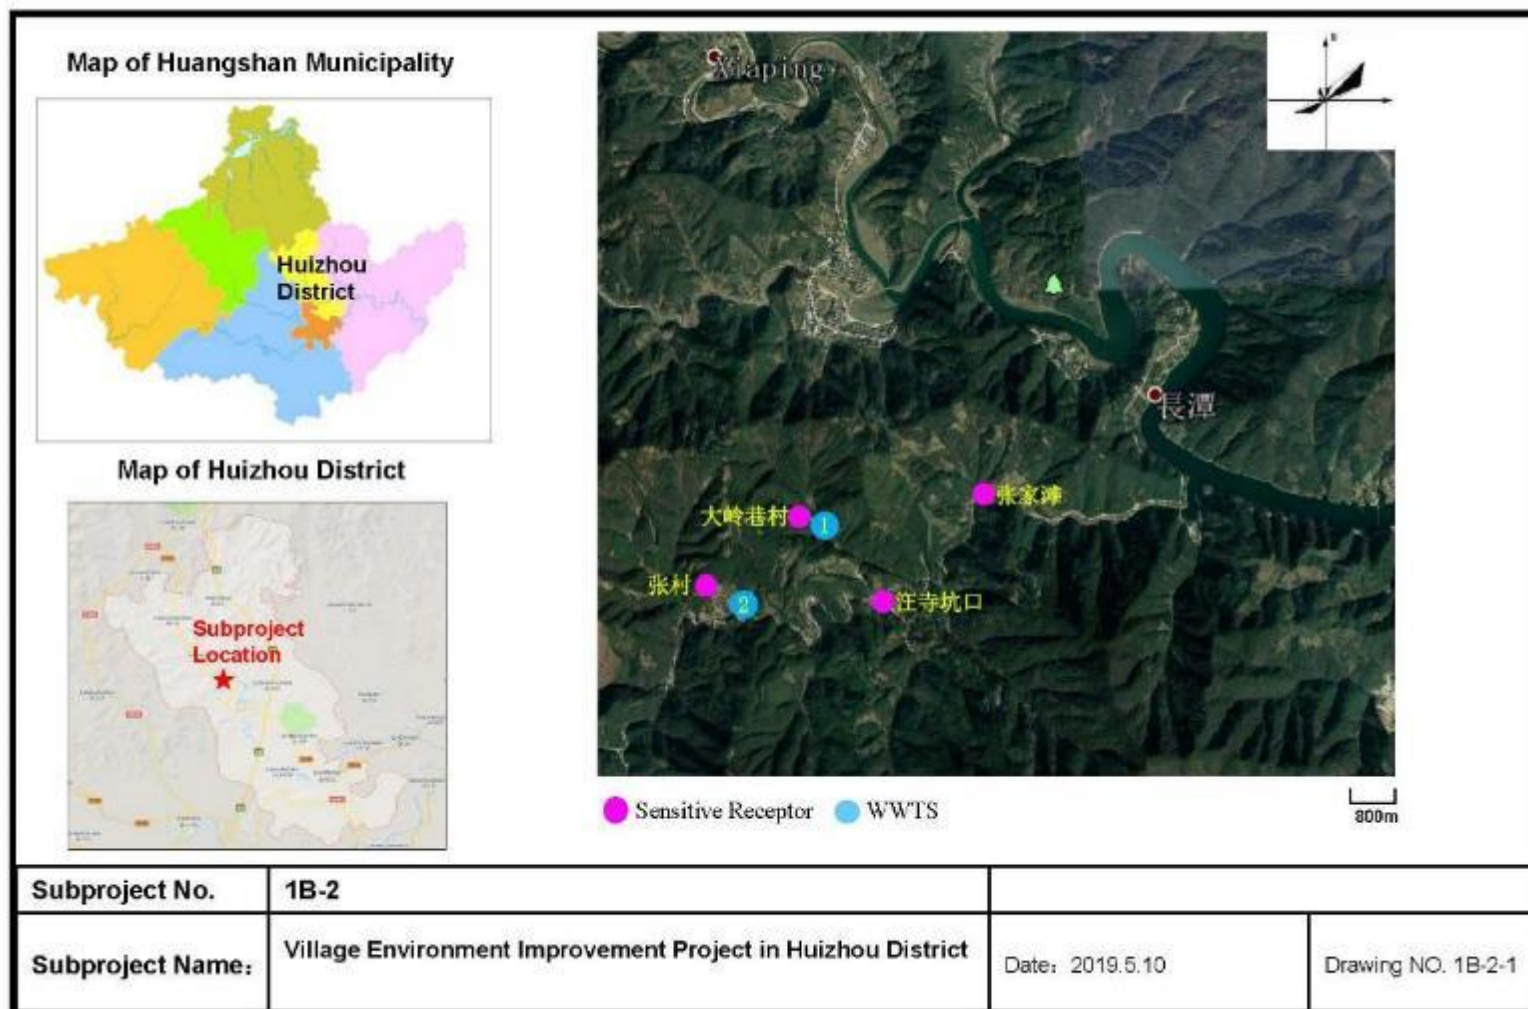 Map of Huangshan Municipality
Huizhou
District
Map of Huizhou District
Subproject
Location
Xiaping
長潭
张家滩
大岭巷村
1
张村
2
汪寺坑口
Sensitive Receptor
WWTS
800m
Subproject No.
1B-2
Subproject Name:
Village Environment Improvement Project in Huizhou District
Date: 2019.5.10
Drawing NO. 1B-2-1